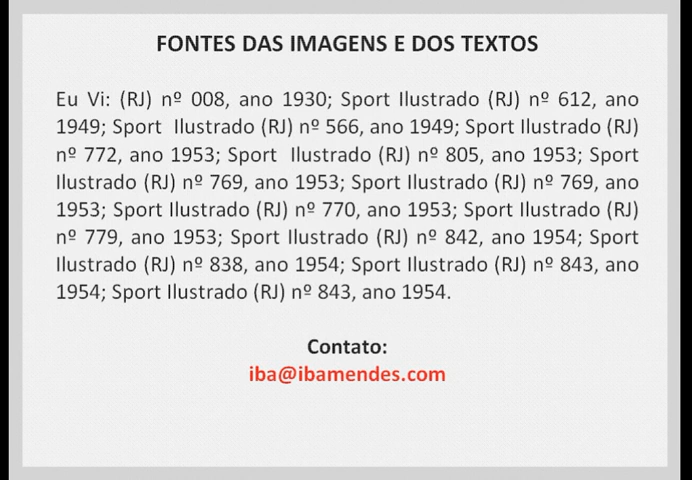 FONTES DAS IMAGENS E DOS TEXTOS
Eu Vi: (RJ) nº 008, ano 1930; Sport Ilustrado (RJ) nº 612, ano
1949; Sport Ilustrado (RJ) nº 566, ano 1949; Sport Ilustrado (RJ)
nº 772, ano 1953; Sport Ilustrado (RJ) nº 805, ano 1953; Sport
Ilustrado (RJ) nº 769, ano 1953; Sport Ilustrado (RJ) nº 769, ano
1953; Sport Ilustrado (RJ) nº 770, ano 1953; Sport Ilustrado (RJ)
nº 779, ano 1953; Sport Ilustrado (RJ) nº 842, ano 1954; Sport
Ilustrado (RJ) nº 838, ano 1954; Sport Ilustrado (RJ) nº 843, ano
1954; Sport Ilustrado (RJ) nº 843, ano 1954.
Contato:
iba@ibamendes.com